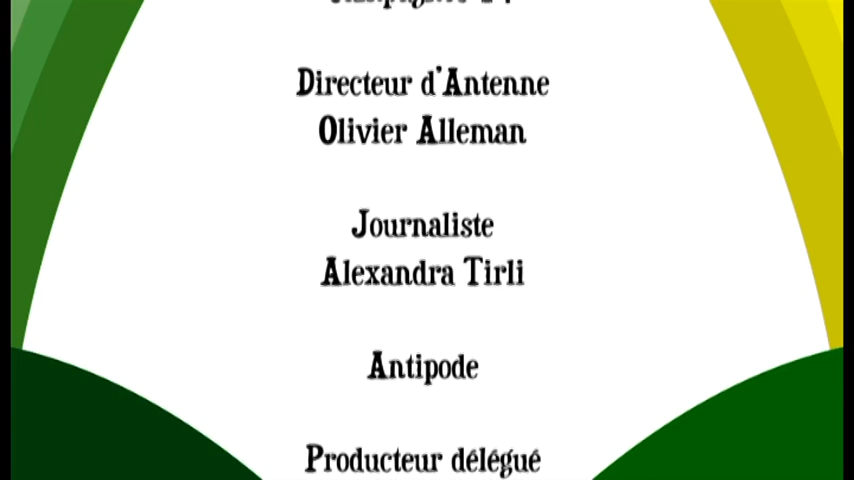 Directeur d'Antenne
Olivier Alleman
Journaliste
Alexandra Tirli
Antipode
Producteur délégué